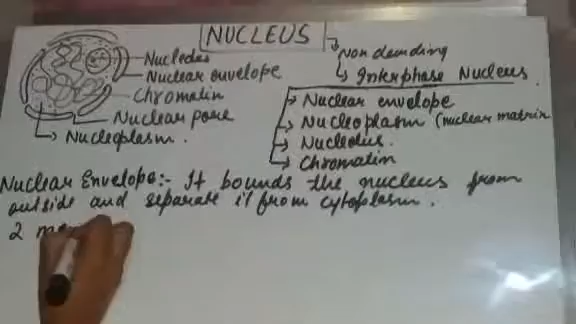 NUCLEUS
Non dividing
Interphase Nucleus
Nucleolus
Nuclear envelope
Chromatin
Nuclear pore
Nucleoplasm.
Nuclear envelope
Nucleoplasm (nuclear matrix
Nucleolus.
Chromatin
Nuclear Envelope:- It bounds the nucleus from
outside and separate it from cytoplasm.
2